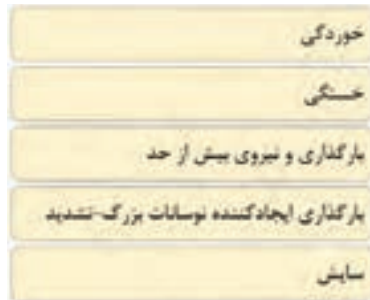 خوردگی
خستگی
بارگذاری و نیروی بیش از حد
بارگذاری ایجادکننده نوسانات بزرگ-تشدید
سایش